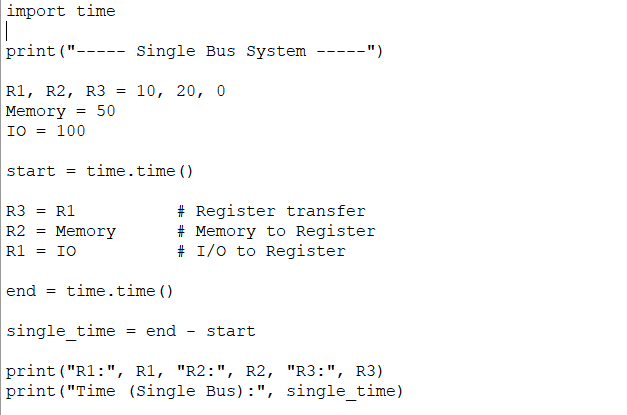 import time
print("----- Single Bus System -----")
R1, R2, R3 = 10, 20, 0
Memory = 50
IO = 100
start = time.time()
R3 = R1          # Register transfer
R2 = Memory      # Memory to Register
R1 = IO          # I/O to Register
end = time.time()
single_time = end - start
print("R1:", R1, "R2:", R2, "R3:", R3)
print("Time (Single Bus):", single_time)